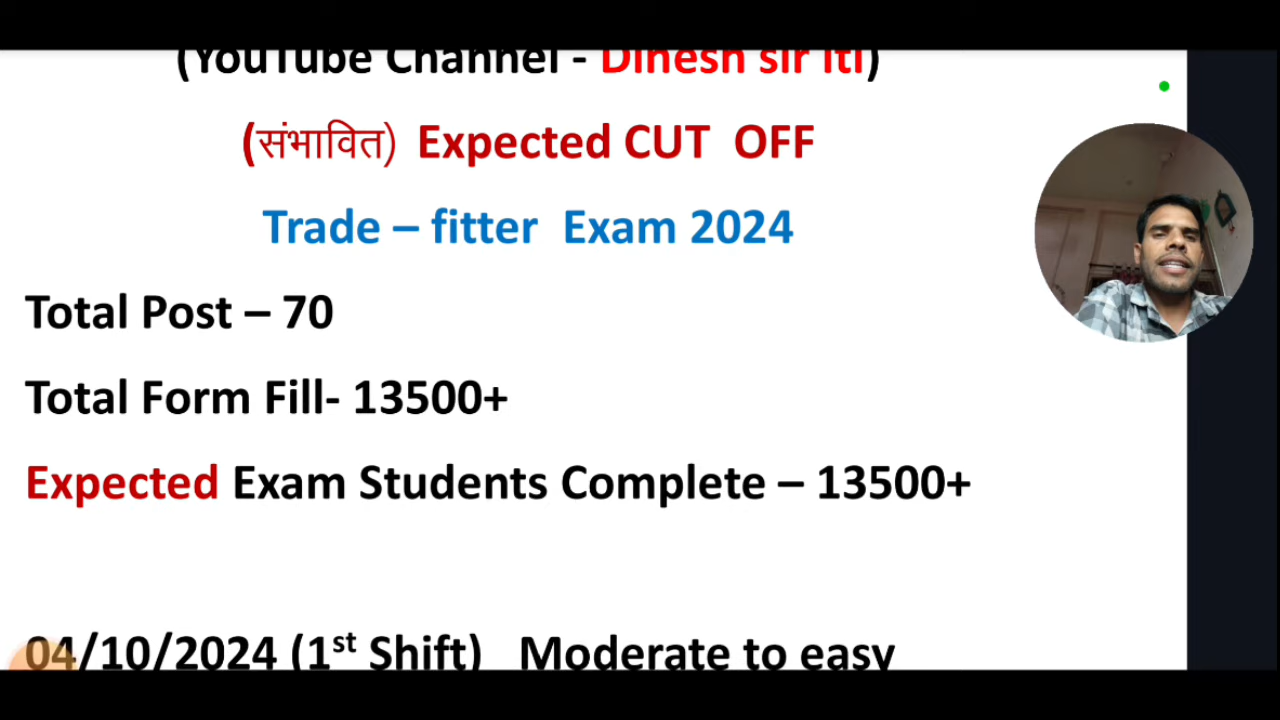 (YouTube Channel - Dinesh sir iti)
(संभावित) Expected CUT OFF
Trade – fitter Exam 2024
Total Post – 70
Total Form Fill- 13500+
Expected Exam Students Complete – 13500+
04/10/2024 (1st Shift) Moderate to easy